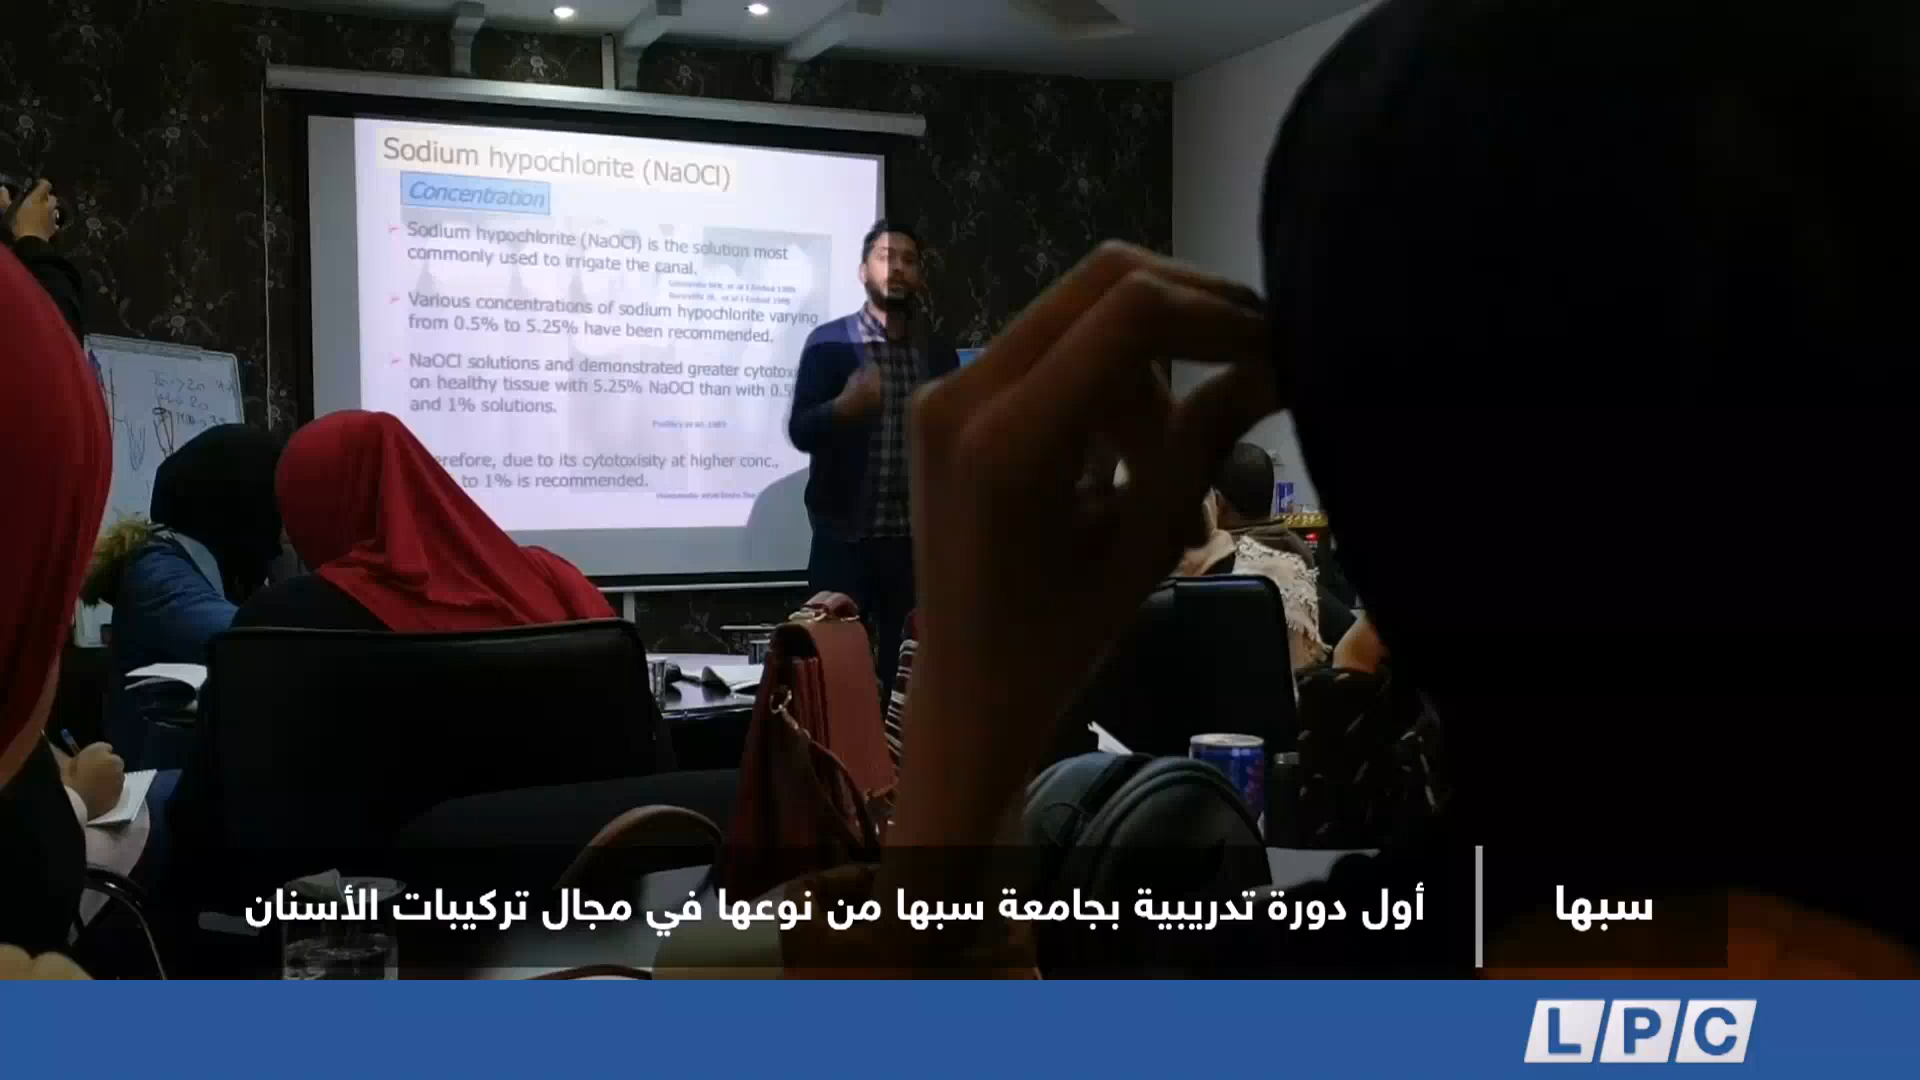 Sodium hypochlorite (NaOCl)
Concentration
Sodium hypochlorite (NaOCl) is the solution most
commonly used to irrigate the canal.
Various concentrations of sodium hypochlorite varying
from 0.5% to 5.25% have been recommended.
NaOCl solutions and demonstrated greater
on healthy tissue with 5.25% NaOCl than with
and 1% solutions.
due to its cytotoxisity at higher conc.,
to 1% is recommended.
سبها
أول دورة تدريبية بجامعة سبها من نوعها في مجال تركيبات الأسنان
LPC